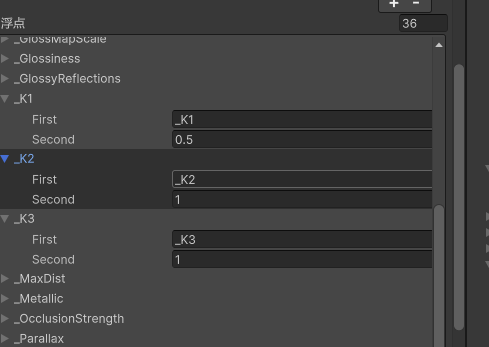 + -
浮点 36
_GlossMapScale
_Glossiness
_GlossyReflections
_K1
First _K1
Second 0.5
_K2
First _K2
Second 1
_K3
First _K3
Second 1
_MaxDist
_Metallic
_OcclusionStrength
_Parallax